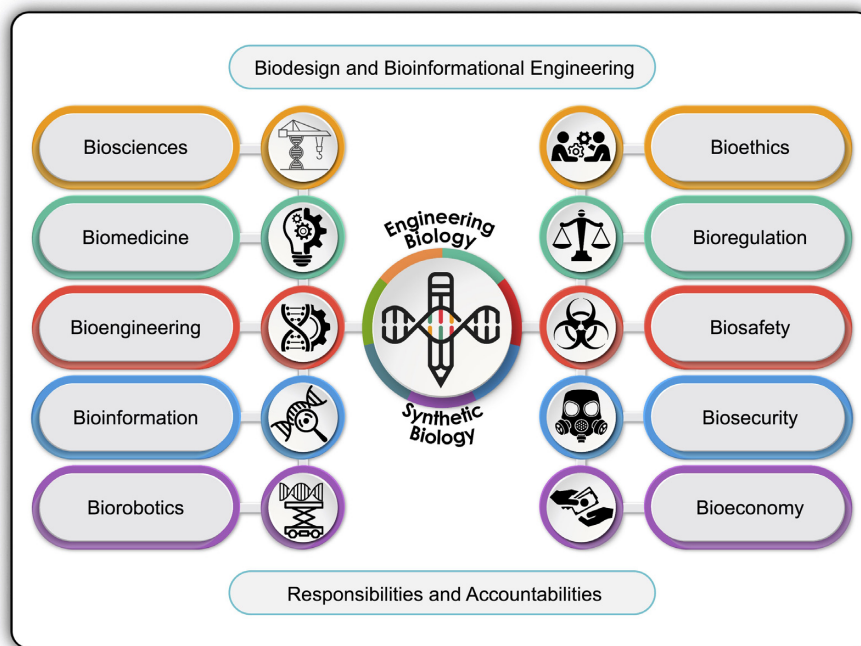 Biodesign and Bioinformational Engineering
Biosciences
Biomedicine
Bioengineering
Bioinformation
Biorobotics
Engineering
Biology
Synthetic
Biology
Bioethics
Bioregulation
Biosafety
Biosecurity
Bioeconomy
Responsibilities and Accountabilities